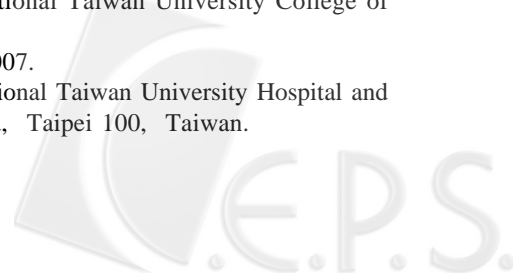 tional Taiwan University College of
007.
ional Taiwan University Hospital and
, Taipei 100, Taiwan.
C.E.P.S.